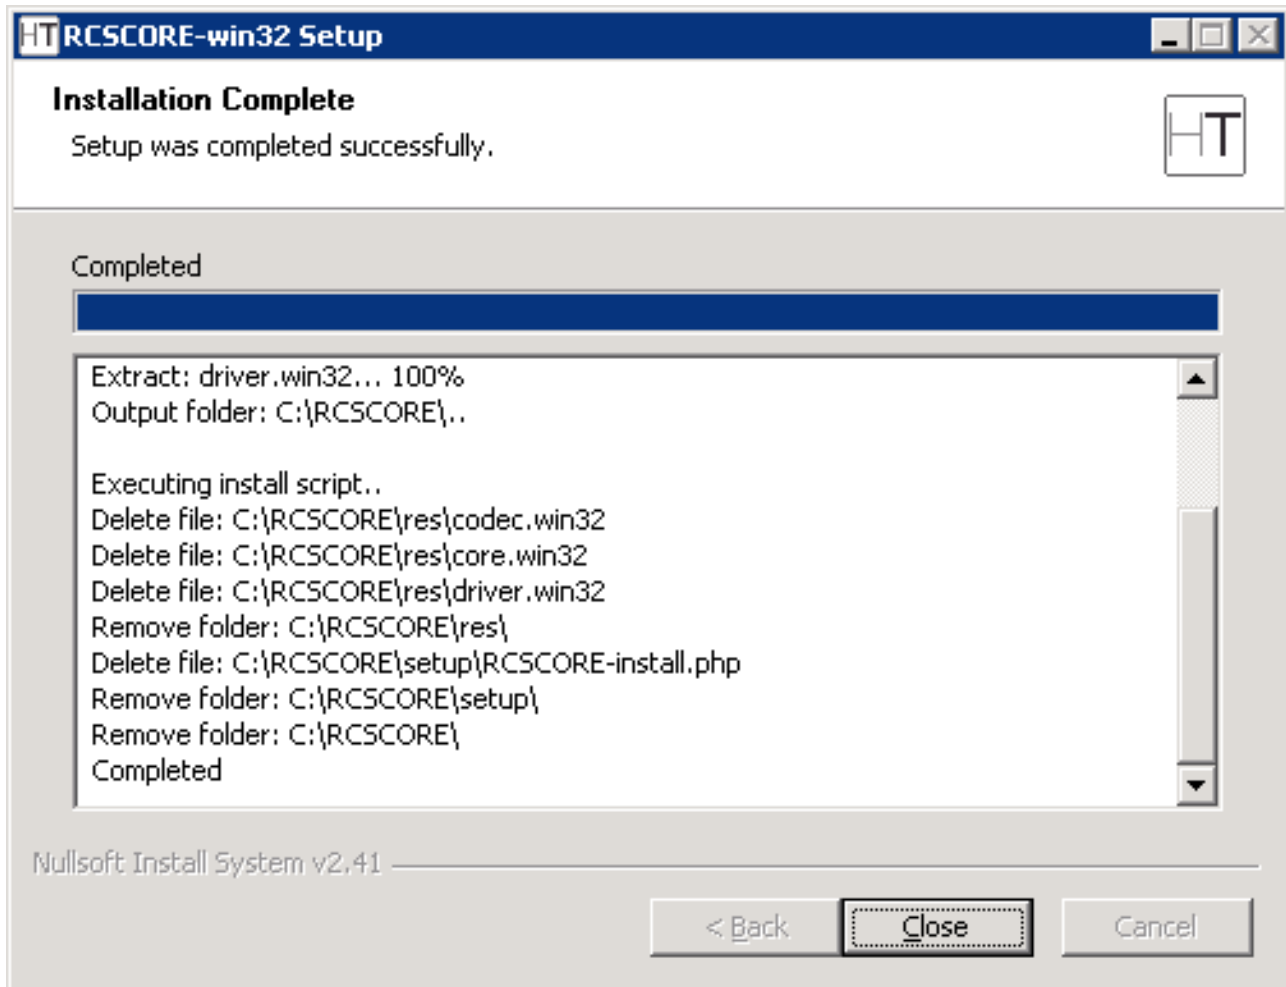 HT RCSCORE-win32 Setup
Installation Complete
Setup was completed successfully.
HT
Completed
Extract: driver.win32... 100%
Output folder: C:\RCSCORE\..
Executing install script..
Delete file: C:\RCSCORE\res\codec.win32
Delete file: C:\RCSCORE\res\core.win32
Delete file: C:\RCSCORE\res\driver.win32
Remove folder: C:\RCSCORE\res\
Delete file: C:\RCSCORE\setup\RCSCORE-install.php
Remove folder: C:\RCSCORE\setup\
Remove folder: C:\RCSCORE\
Completed
Nullsoft Install System v2.41
< Back Close Cancel